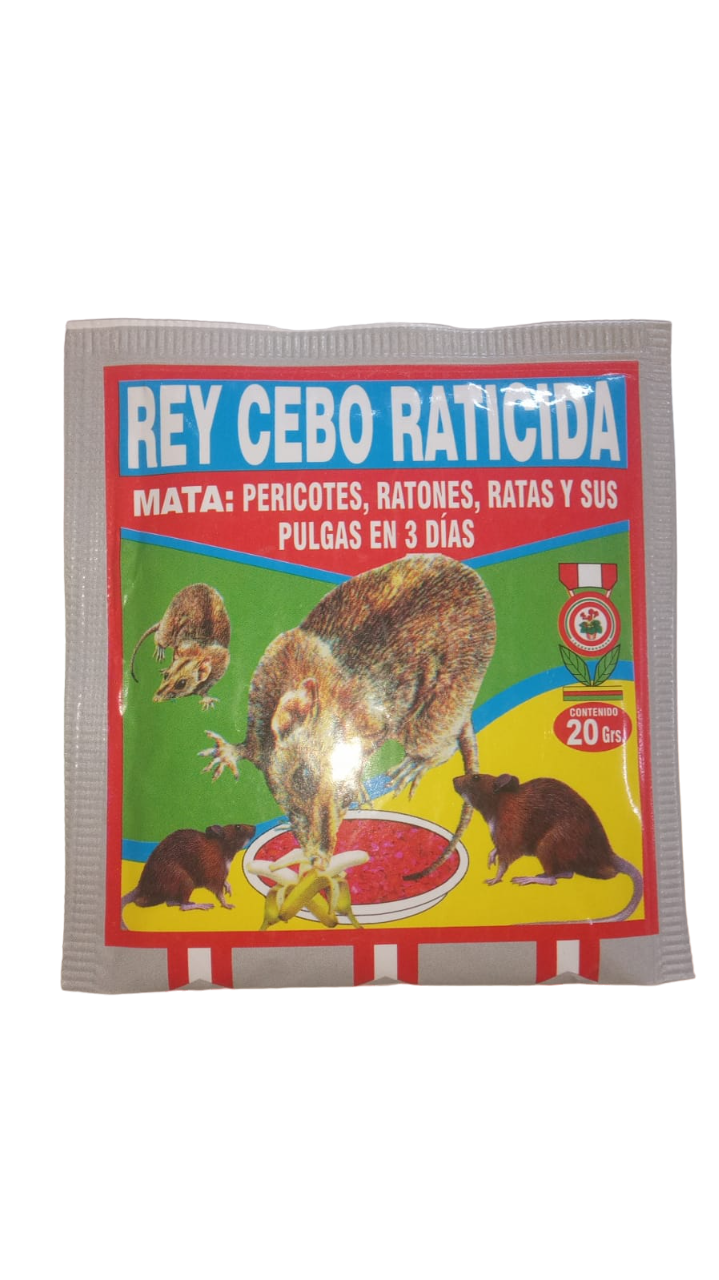 REY CEBO RATICIDA
MATA: PERICOTES, RATONES, RATAS Y SUS
PULGAS EN 3 DÍAS
CONTENIDO
20 Grs.